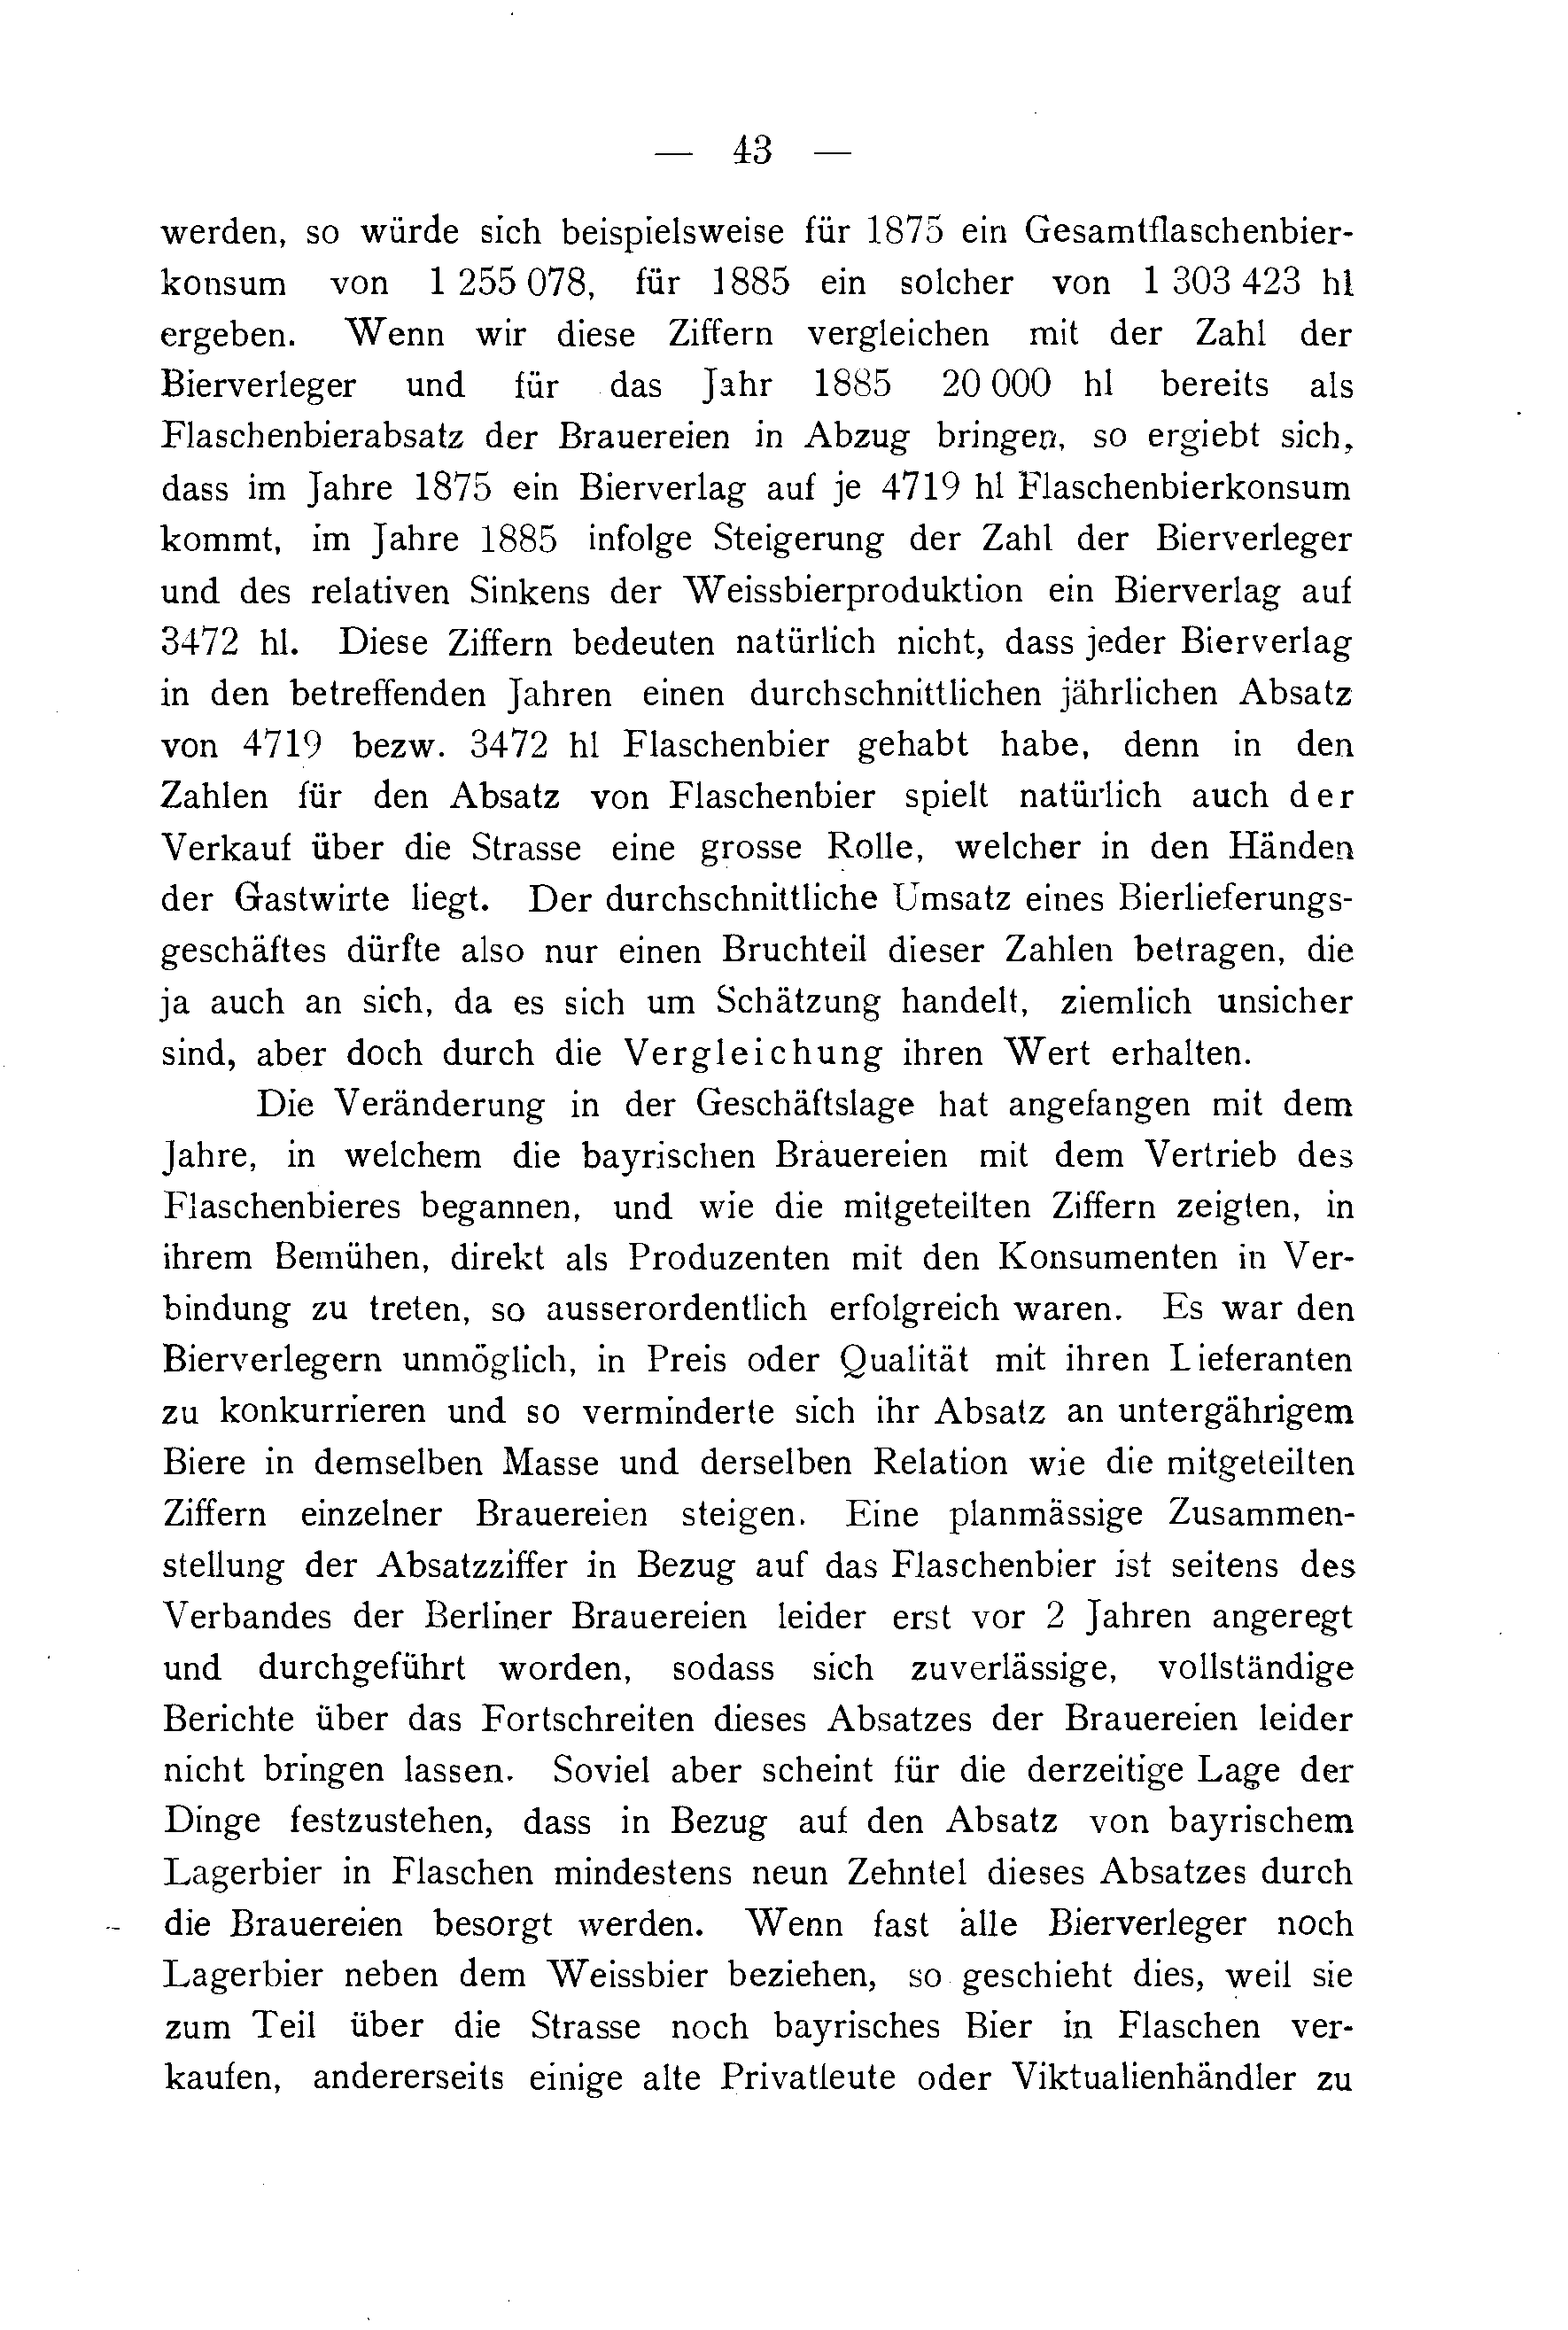 — 43 —
werden, so würde sich beispielsweise für 1875 ein Gesamtflaschenbier-
konsum von 1 255 078, für 1885 ein solcher von 1 303 423 hl
ergeben. Wenn wir diese Ziffern vergleichen mit der Zahl der
Bierverleger und für das Jahr 1885 20 000 hl bereits als
Flaschenbierabsatz der Brauereien in Abzug bringen, so ergiebt sich,
dass im Jahre 1875 ein Bierverlag auf je 4719 hl Flaschenbierkonsum
kommt, im Jahre 1885 infolge Steigerung der Zahl der Bierverleger
und des relativen Sinkens der Weissbierproduktion ein Bierverlag auf
3472 hl. Diese Ziffern bedeuten natürlich nicht, dass jeder Bierverlag
in den betreffenden Jahren einen durchschnittlichen jährlichen Absatz
von 4719 bezw. 3472 hl Flaschenbier gehabt habe, denn in den
Zahlen für den Absatz von Flaschenbier spielt natürlich auch der
Verkauf über die Strasse eine grosse Rolle, welcher in den Händen
der Gastwirte liegt. Der durchschnittliche Umsatz eines Bierlieferungs-
geschäftes dürfte also nur einen Bruchteil dieser Zahlen betragen, die
ja auch an sich, da es sich um Schätzung handelt, ziemlich unsicher
sind, aber doch durch die Vergleichung ihren Wert erhalten.
Die Veränderung in der Geschäftslage hat angefangen mit dem
Jahre, in welchem die bayrischen Brauereien mit dem Vertrieb des
Flaschenbieres begannen, und wie die mitgeteilten Ziffern zeigten, in
ihrem Bemühen, direkt als Produzenten mit den Konsumenten in Ver-
bindung zu treten, so ausserordentlich erfolgreich waren. Es war den
Bierverlegern unmöglich, in Preis oder Qualität mit ihren Lieferanten
zu konkurrieren und so verminderte sich ihr Absatz an untergährigem
Biere in demselben Masse und derselben Relation wie die mitgeteilten
Ziffern einzelner Brauereien steigen. Eine planmässige Zusammen-
stellung der Absatzziffer in Bezug auf das Flaschenbier ist seitens des
Verbandes der Berliner Brauereien leider erst vor 2 Jahren angeregt
und durchgeführt worden, sodass sich zuverlässige, vollständige
Berichte über das Fortschreiten dieses Absatzes der Brauereien leider
nicht bringen lassen. Soviel aber scheint für die derzeitige Lage der
Dinge festzustehen, dass in Bezug auf den Absatz von bayrischem
Lagerbier in Flaschen mindestens neun Zehntel dieses Absatzes durch
die Brauereien besorgt werden. Wenn fast alle Bierverleger noch
Lagerbier neben dem Weissbier beziehen, so geschieht dies, weil sie
zum Teil über die Strasse noch bayrisches Bier in Flaschen ver-
kaufen, andererseits einige alte Privatleute oder Viktualienhändler zu